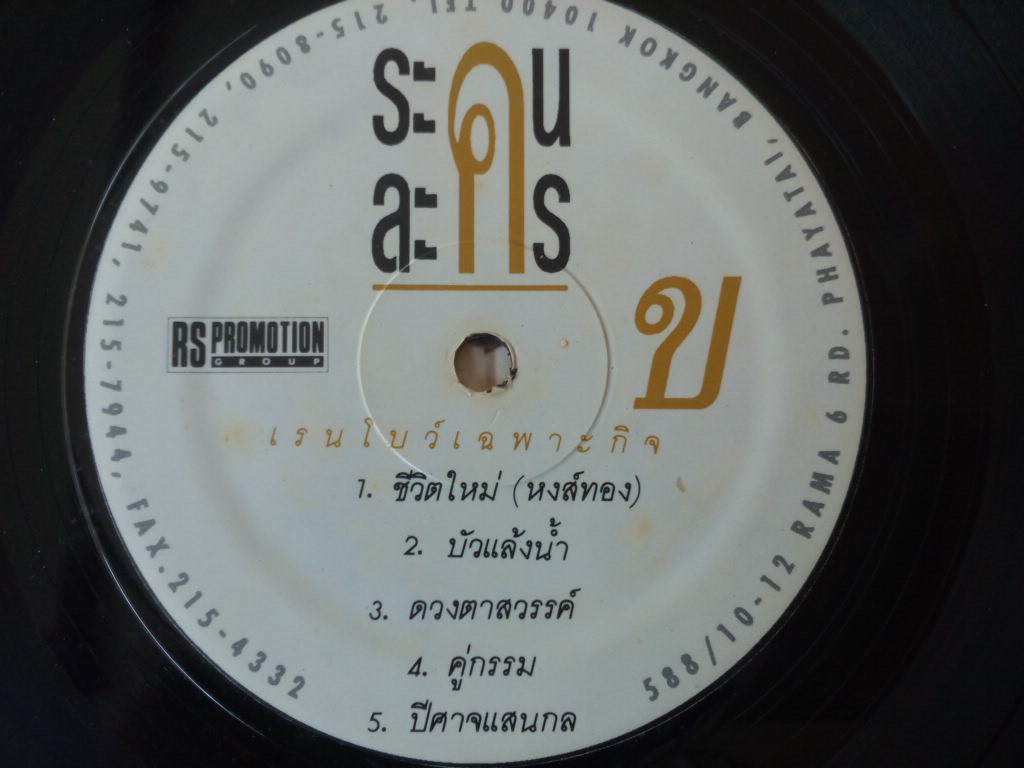 ระคน
ละคร
ข
RS PROMOTION
GROUP
เรนโบว์เฉพาะกิจ
1. ชีวิตใหม่ (หงส์ทอง)
2. บัวแล้งน้ำ
3. ดวงตาสวรรค์
4. คู่กรรม
5. ปีศาจแสนกล
588/10-12 RAMA 6 RD. PHAYATAI, BANGKOK 10400 TEL. 215-8090, 215-9741, 215-7944, FAX.215-4332